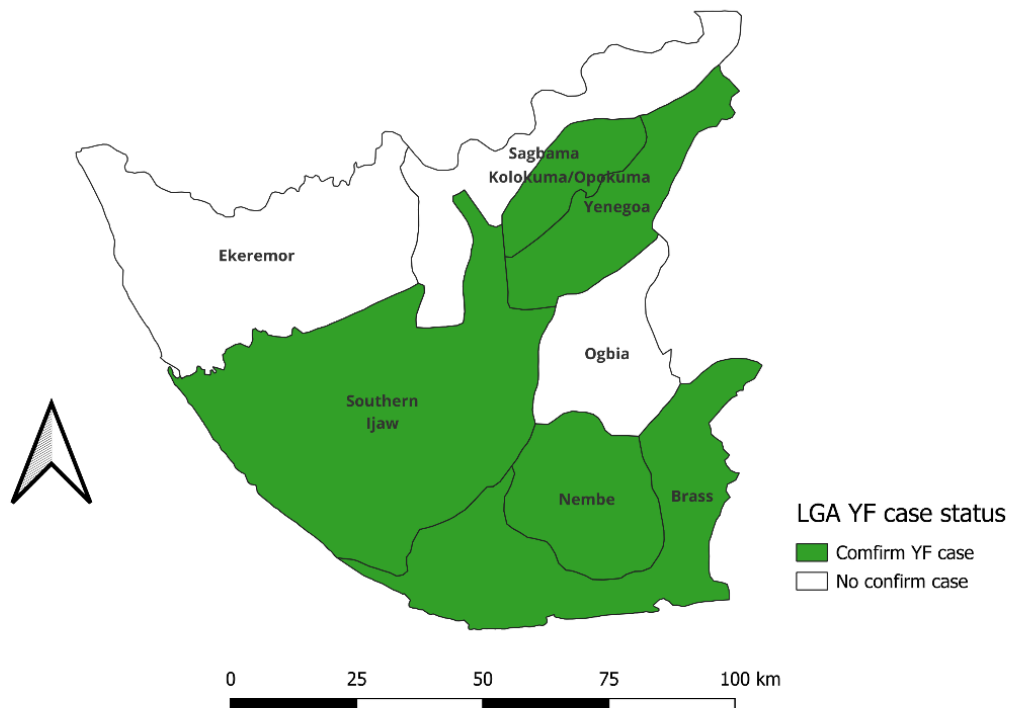 Sagbama
Kolokuma/Opokuma
Yenegoa
Ekeremor
Ogbia
Southern
Ijaw
Nembe
Brass
LGA YF case status
Comfirm YF case
No confirm case
0 25 50 75 100 km